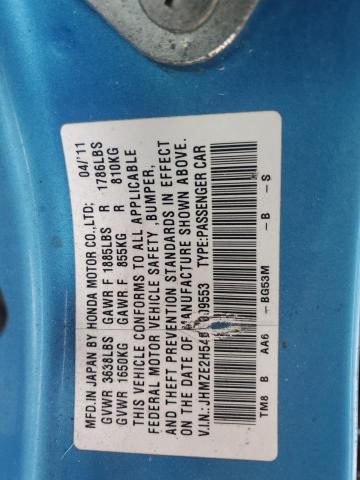 MFD.IN JAPAN BY HONDA MOTOR CO.,LTD; 04/'11
GVWR 3638LBS GAWR F 1885LBS R 1786LBS
GVWR 1650KG GAWR F 855KG R 810KG
THIS VEHICLE CONFORMS TO ALL APPLICABLE
FEDERAL MOTOR VEHICLE SAFETY ,BUMPER,
AND THEFT PREVENTION STANDARDS IN EFFECT
ON THE DATE OF MANUFACTURE SHOWN ABOVE.
V.I.N.: TYPE:PASSENGER CAR
TM8 B AA6 -BG53M -B -S